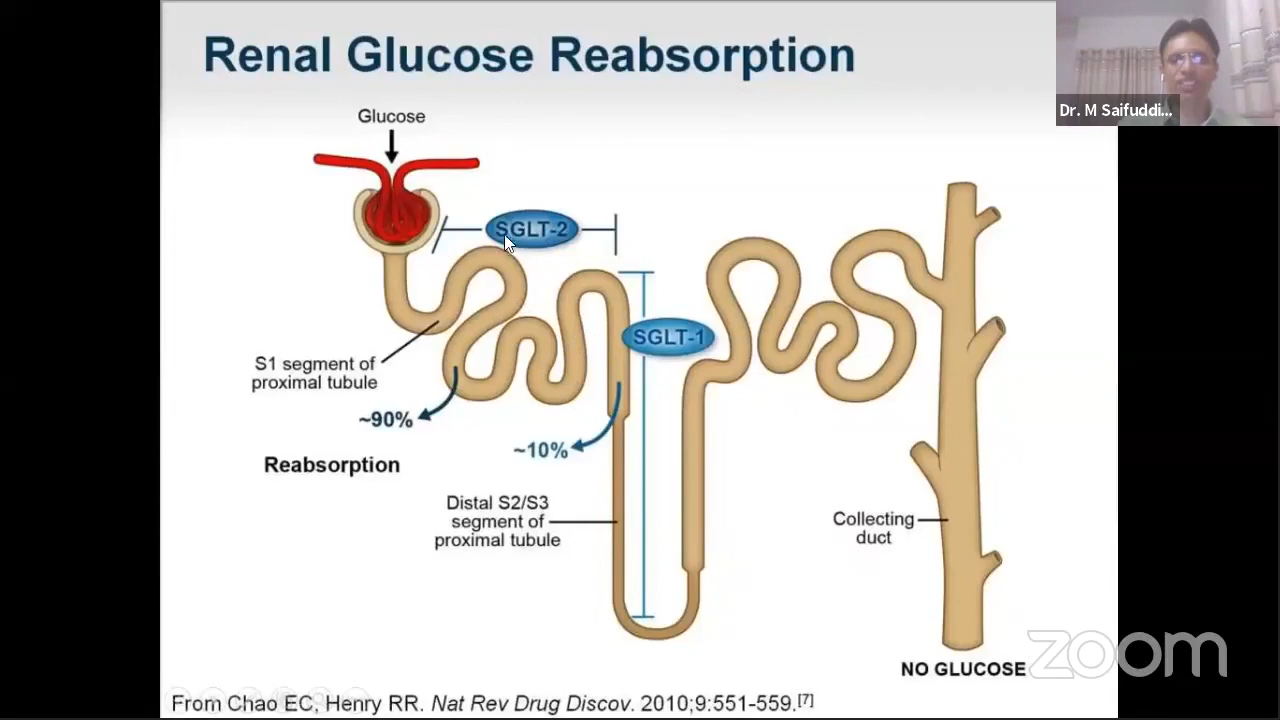 Renal Glucose Reabsorption
Dr. M Saifuddi...
Glucose
SGLT-2
SGLT-1
S1 segment of
proximal tubule
~90%
~10%
Reabsorption
Distal S2/S3
segment of
proximal tubule
Collecting
duct
NO GLUCOSE
zoom
From Chao EC, Henry RR. Nat Rev Drug Discov. 2010;9:551-559.[7]